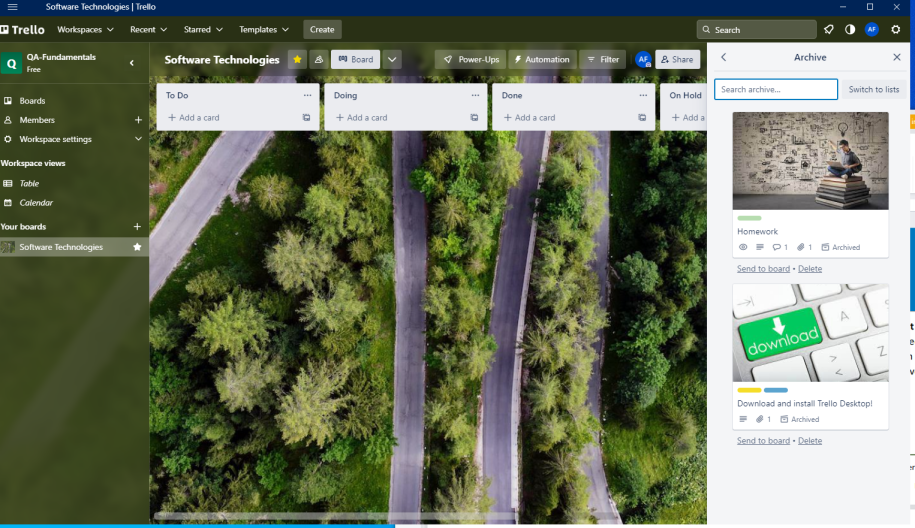 Software Technologies | Trello
Trello Workspaces Recent Starred Templates Create Search AF
Q QA-Fundamentals
Free
Boards
Members
Workspace settings
Workspace views
Table
Calendar
Your boards
Software Technologies
Software Technologies Board Power-Ups Automation Filter AF Share
To Do
+ Add a card
Doing
+ Add a card
Done
+ Add a card
On Hold
+ Add a
Archive
Search archive... Switch to lists
Homework
1 1 Archived
Send to board • Delete
download
A
Z
Download and install Trello Desktop!
1 Archived
Send to board • Delete